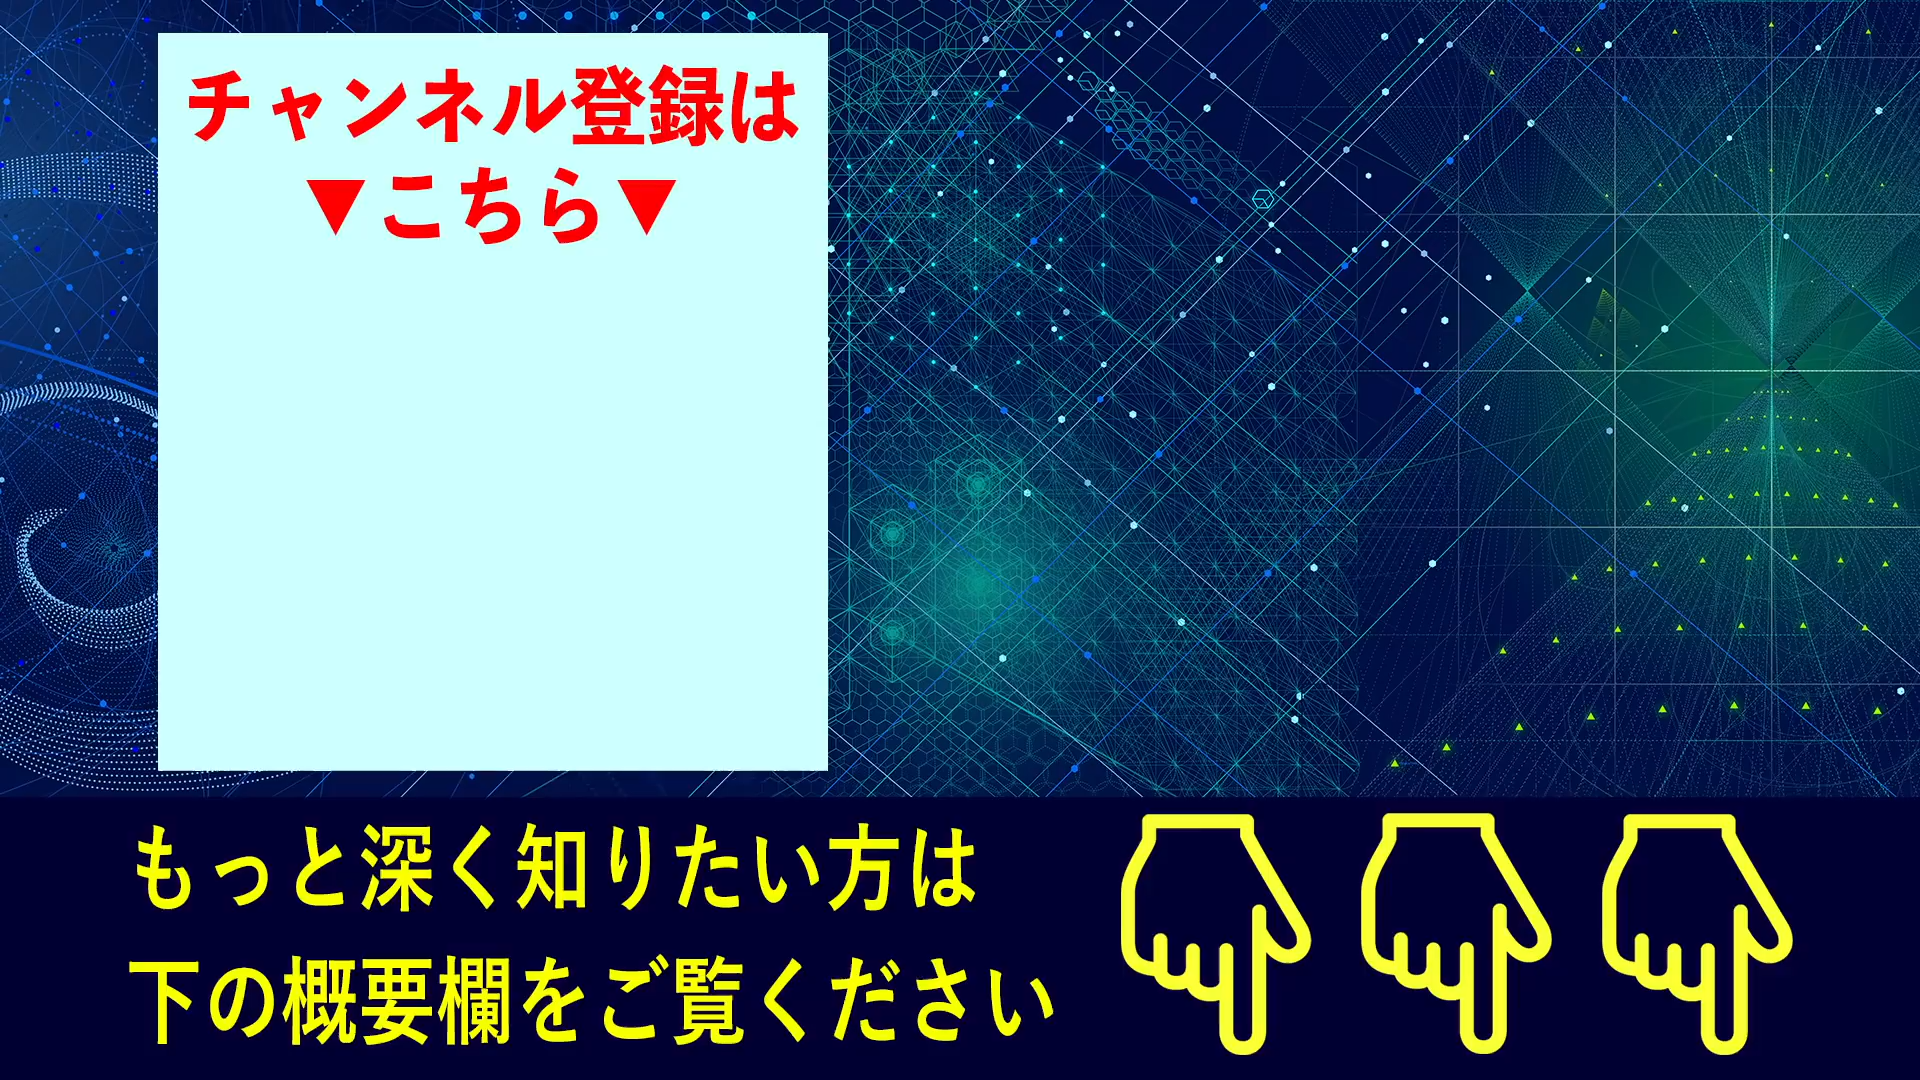 チャンネル登録は
▼こちら▼
もっと深く知りたい方は
下の概要欄をご覧ください